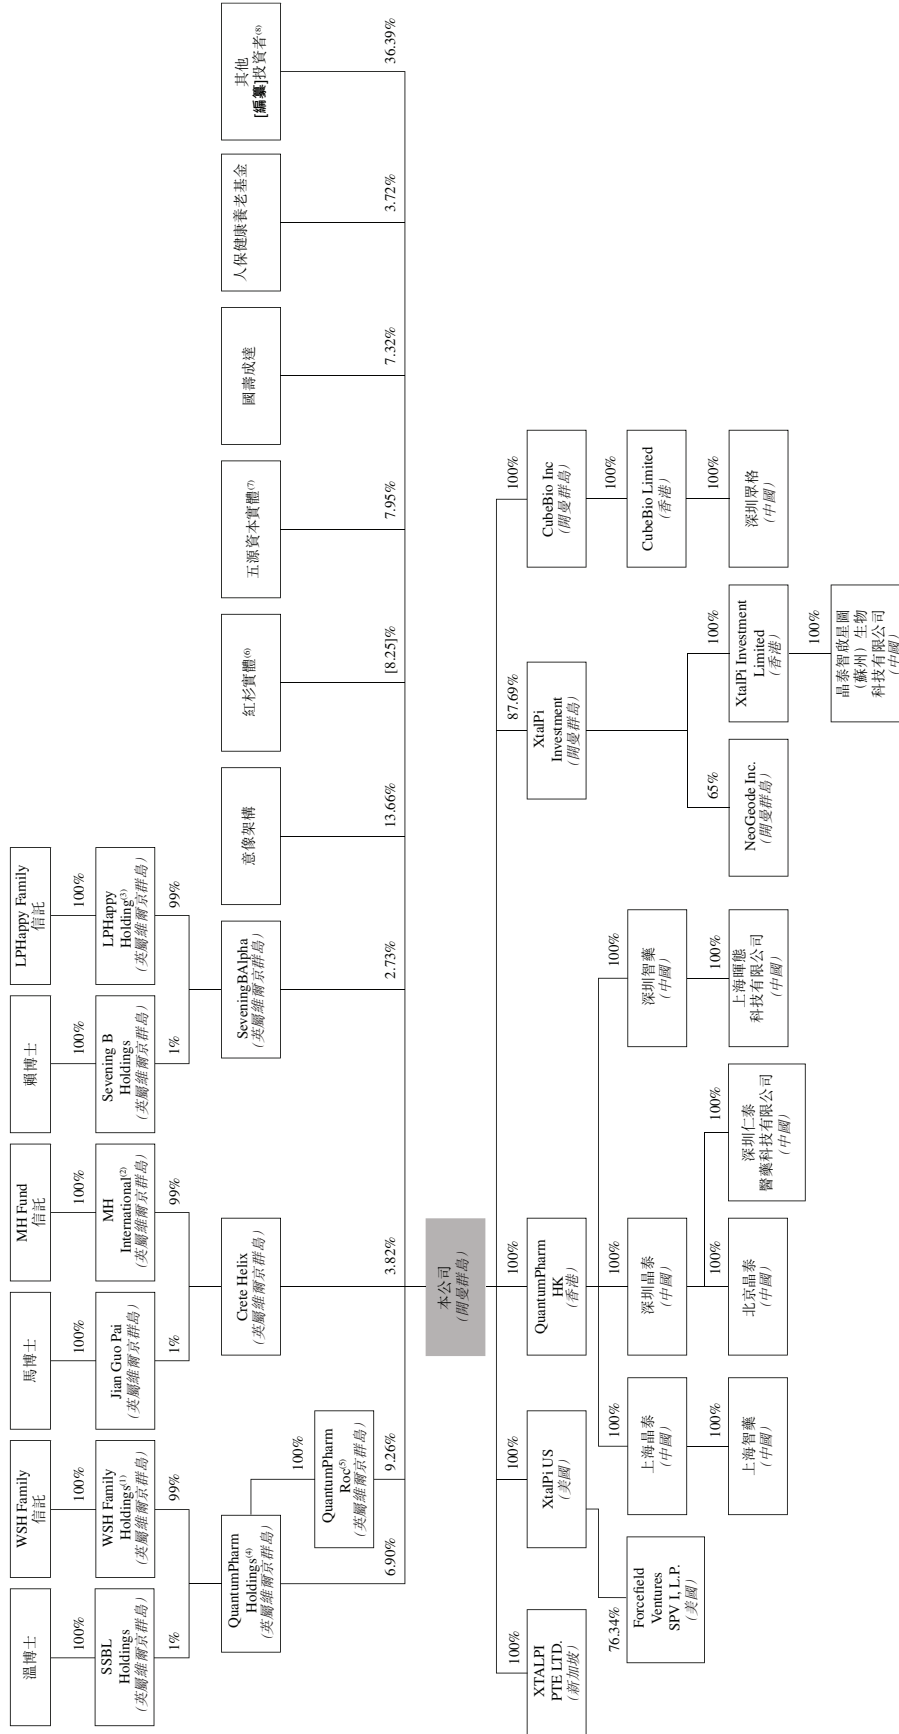 溫博士
WSH Family
信託
馬博士
MH Fund
信託
賴博士
LPHappy Family
信託
100%
100%
100%
100%
100%
100%
SSBL
Holdings
(英屬維爾京群島)
WSH Family
Holdings(1)
(英屬維爾京群島)
Jian Guo Pai
(英屬維爾京群島)
MH
International(2)
(英屬維爾京群島)
Sevening B
Holdings
(英屬維爾京群島)
LPHappy
Holding(3)
(英屬維爾京群島)
1%
99%
1%
99%
1%
99%
QuantumPharm
Holdings(4)
(英屬維爾京群島)
Crete Helix
(英屬維爾京群島)
SeveningBAlpha
(英屬維爾京群島)
意像架構
紅杉實體(6)
五源資本實體(7)
國壽成達
人保健康養老基金
其他
[編纂]投資者(8)
100%
QuantumPharm
Roc(5)
(英屬維爾京群島)
6.90%
9.26%
3.82%
2.73%
13.66%
[8.25]%
7.95%
7.32%
3.72%
36.39%
本公司
(開曼群島)
100%
100%
100%
87.69%
100%
XTALPI
PTE LTD.
(新加坡)
XtalPi US
(美國)
QuantumPharm
HK
(香港)
XtalPi
Investment
(開曼群島)
CubeBio Inc
(開曼群島)
76.34%
100%
100%
100%
100%
Forcefield
Ventures
SPV I, L.P.
(美國)
上海晶泰
(中國)
深圳晶泰
(中國)
深圳智藥
(中國)
CubeBio Limited
(香港)
100%
100%
100%
100%
65%
100%
100%
上海智藥
(中國)
北京晶泰
(中國)
深圳仁泰
醫藥科技有限公司
(中國)
上海暉態
科技有限公司
(中國)
NeoGeode Inc.
(開曼群島)
XtalPi Investment
Limited
(香港)
深圳眾格
(中國)
100%
晶泰智啟星圖
(蘇州)生物
科技有限公司
(中國)